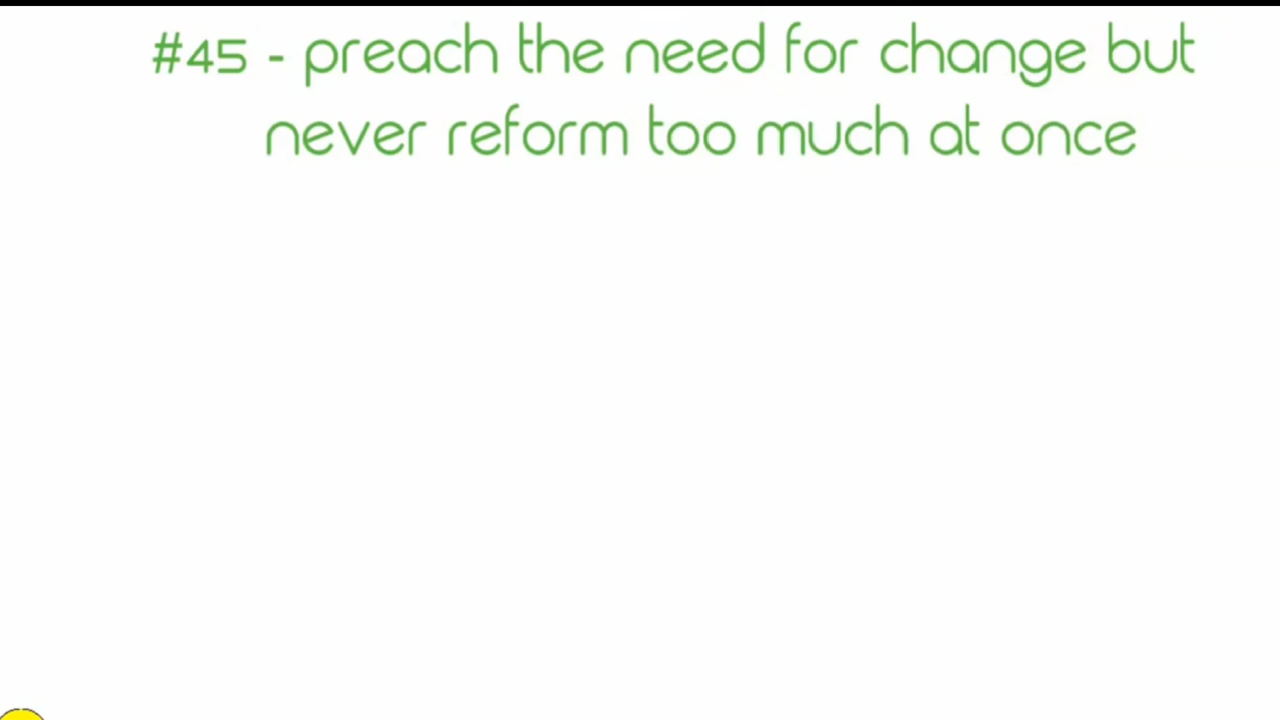 #45 - preach the need for change but
never reform too much at once